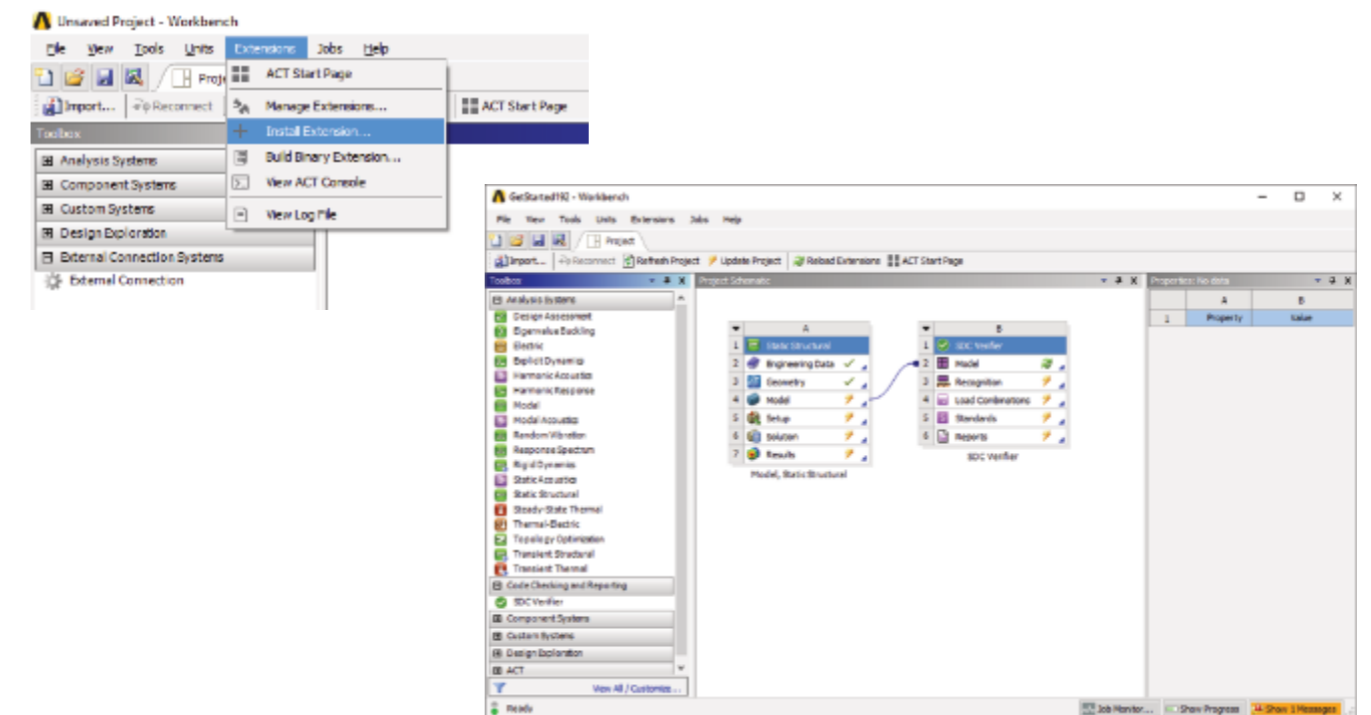 Unsaved Project - Workbench
File View Tools Units Extensions Jobs Help
Proje
ACT Start Page
Import... Reconnect
Manage Extensions...
ACT Start Page
Toolbox
Install Extension...
Analysis Systems
Build Binary Extension...
Component Systems
View ACT Console
Custom Systems
View Log File
Design Exploration
External Connection Systems
External Connection
GetStarted192 - Workbench
File View Tools Units Extensions Jobs Help
Project
Import... Reconnect Refresh Project Update Project Reload Extensions ACT Start Page
Toolbox
Analysis Systems
Design Assessment
Eigenvalue Buckling
Electric
Explicit Dynamics
Harmonic Acoustics
Harmonic Response
Model
Modal Acoustics
Random Vibration
Response Spectrum
Rigid Dynamics
Static Acoustics
Static Structural
Steady-State Thermal
Thermal-Electric
Topology Optimization
Transient Structural
Transient Thermal
Code Checking and Reporting
SDC Verifier
Component Systems
Custom Systems
Design Exploration
ACT
View All / Customize...
Project Schematic
A
1 Static Structural
2 Engineering Data
3 Geometry
4 Model
5 Setup
6 Solution
7 Results
Model, Static Structural
B
1 SDC Verifier
2 Model
3 Recognition
4 Load Combinations
5 Standards
6 Reports
SDC Verifier
Properties: No data
A B
1 Property Value
Ready
Job Monitor... Show Progress Show 1 Messages